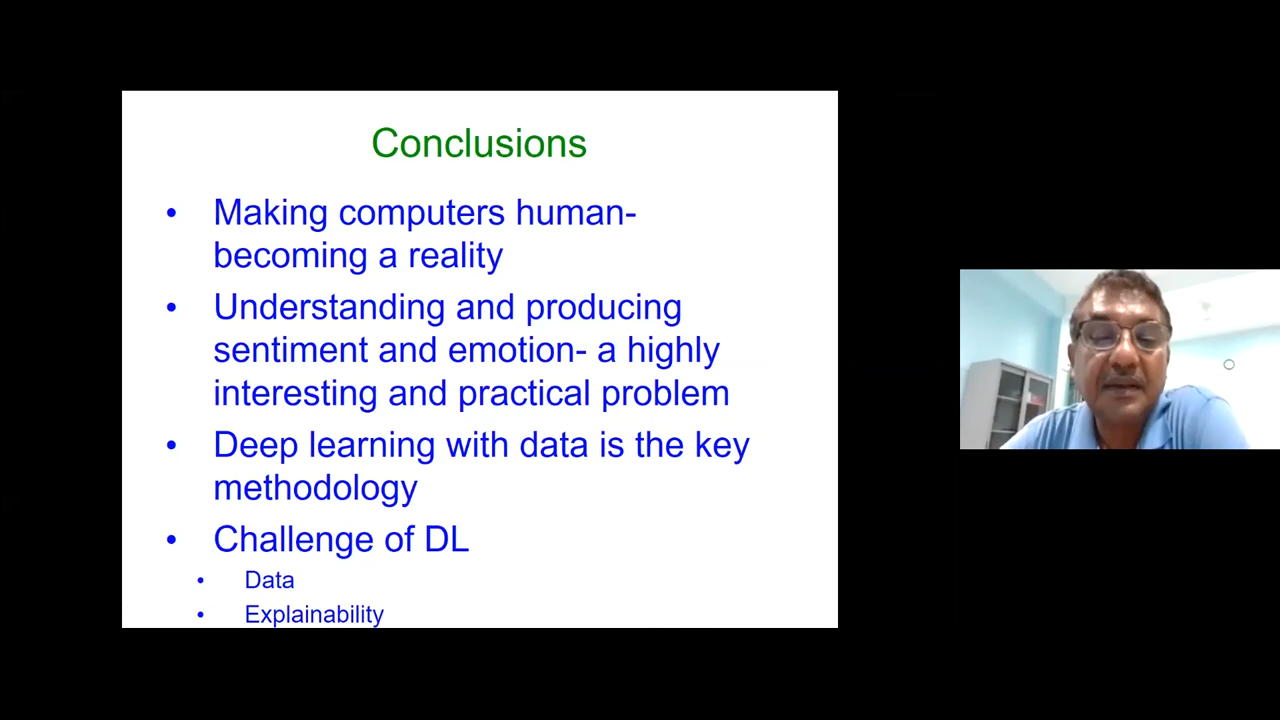 Conclusions
• Making computers human-
becoming a reality
• Understanding and producing
sentiment and emotion- a highly
interesting and practical problem
• Deep learning with data is the key
methodology
• Challenge of DL
• Data
• Explainability